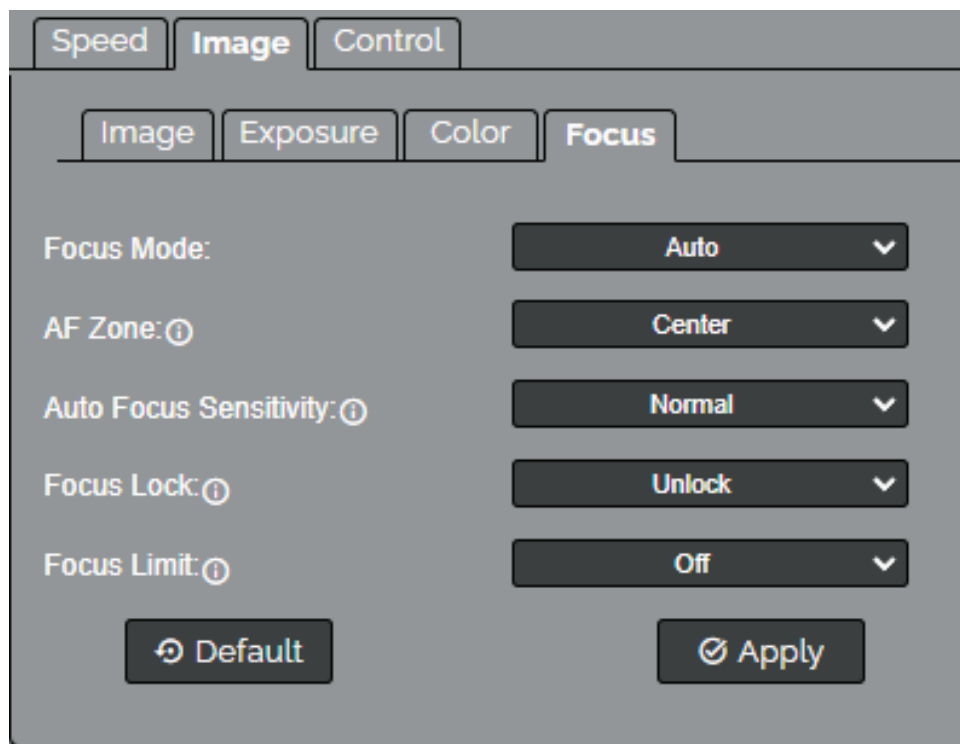 Speed Image Control
Image Exposure Color Focus
Focus Mode: Auto
AF Zone: Center
Auto Focus Sensitivity: Normal
Focus Lock: Unlock
Focus Limit: Off
Default Apply